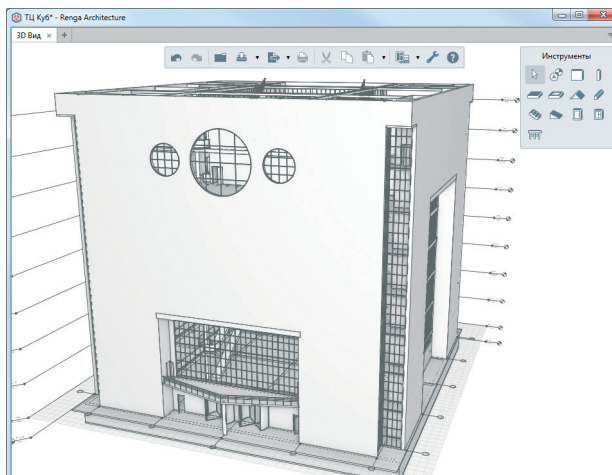 ТЦ Куб* - Renga Architecture
3D Вид
Инструменты